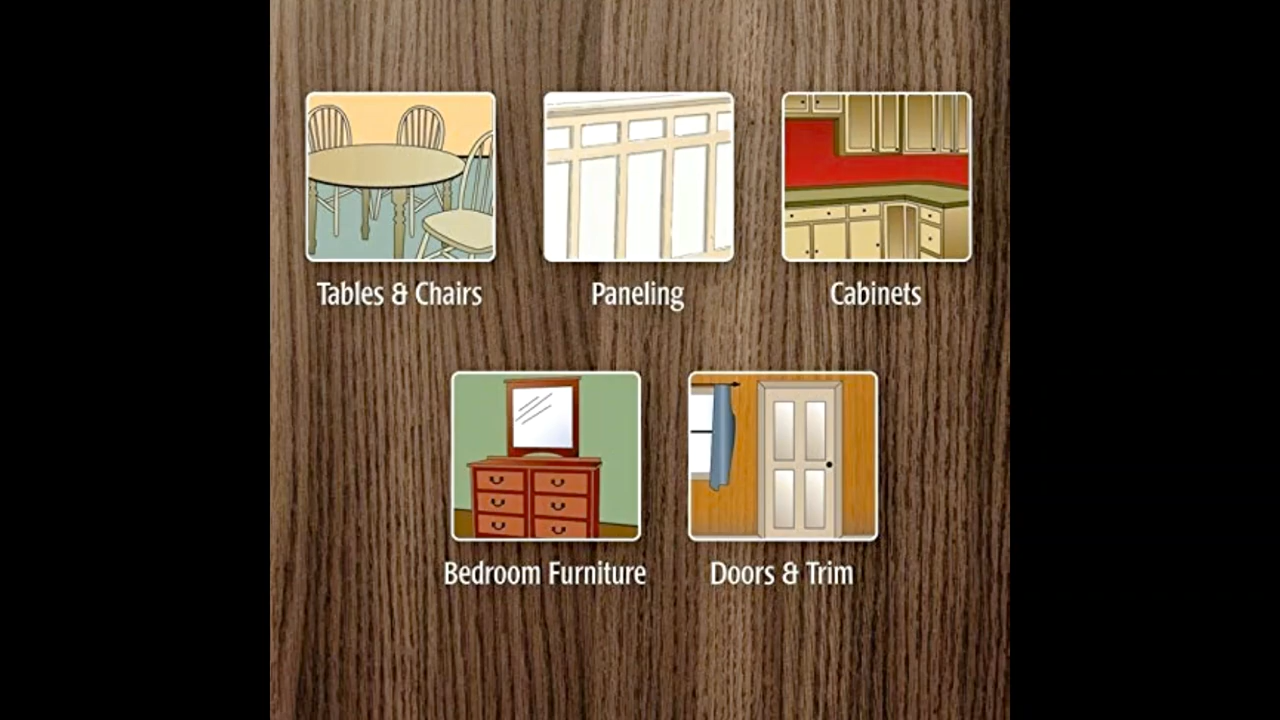 Tables & Chairs
Paneling
Cabinets
Bedroom Furniture
Doors & Trim